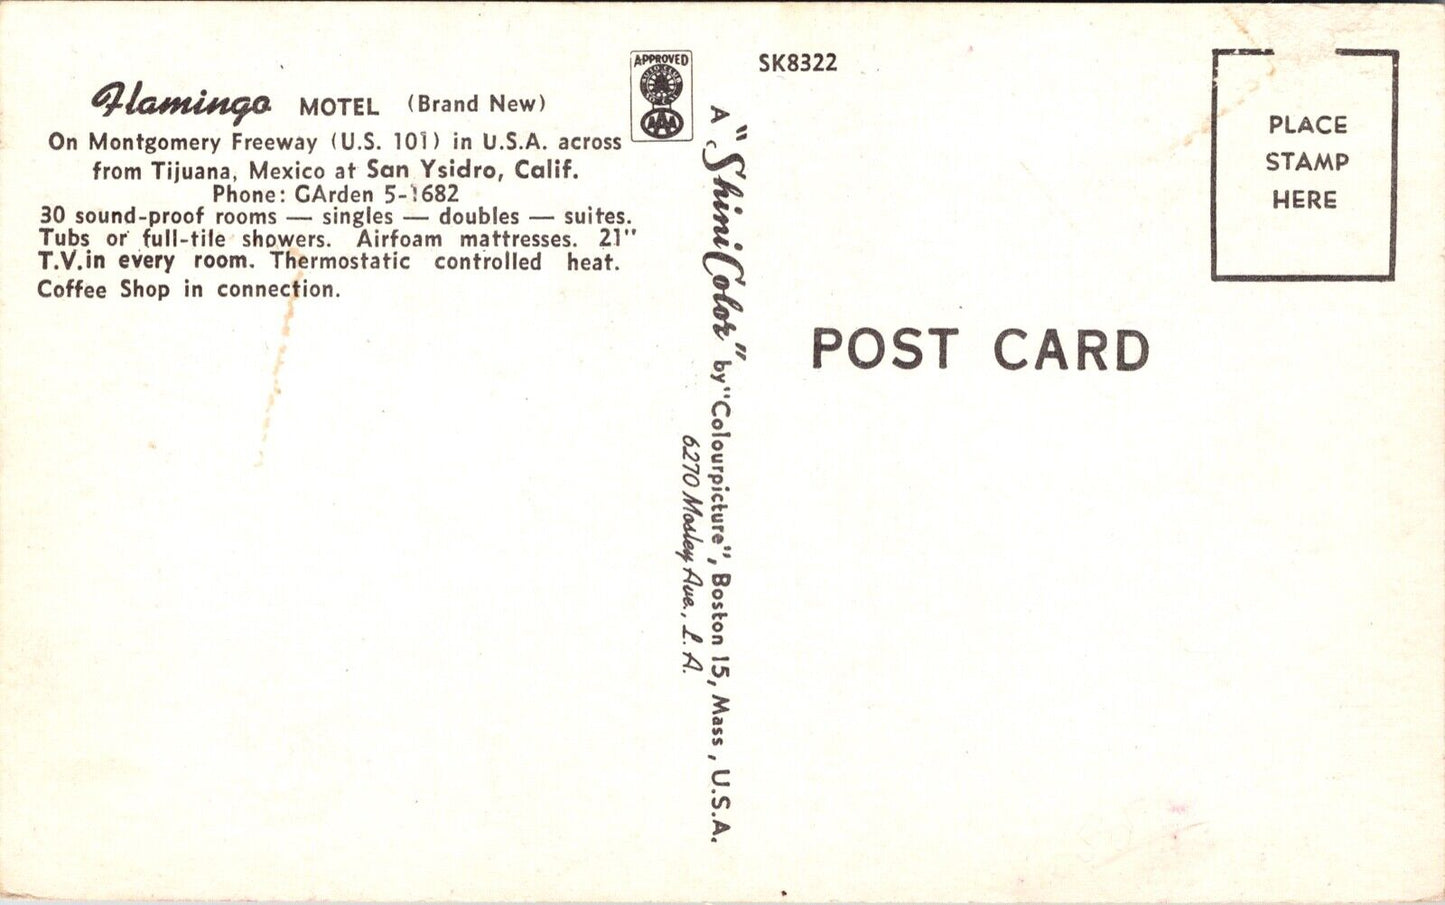 Flamingo MOTEL (Brand New)
On Montgomery Freeway (U.S. 101) in U.S.A. across
from Tijuana, Mexico at San Ysidro, Calif.
Phone: GArden 5-1682
30 sound-proof rooms — singles — doubles — suites.
Tubs or full-tile showers. Airfoam mattresses. 21"
T.V.in every room. Thermostatic controlled heat.
Coffee Shop in connection.
APPROVED
AAA
SK8322
A "ShiniColor" by "Colourpicture", Boston 15, Mass, U.S.A.
6270 Mosley Ave., L. A.
PLACE
STAMP
HERE
POST CARD